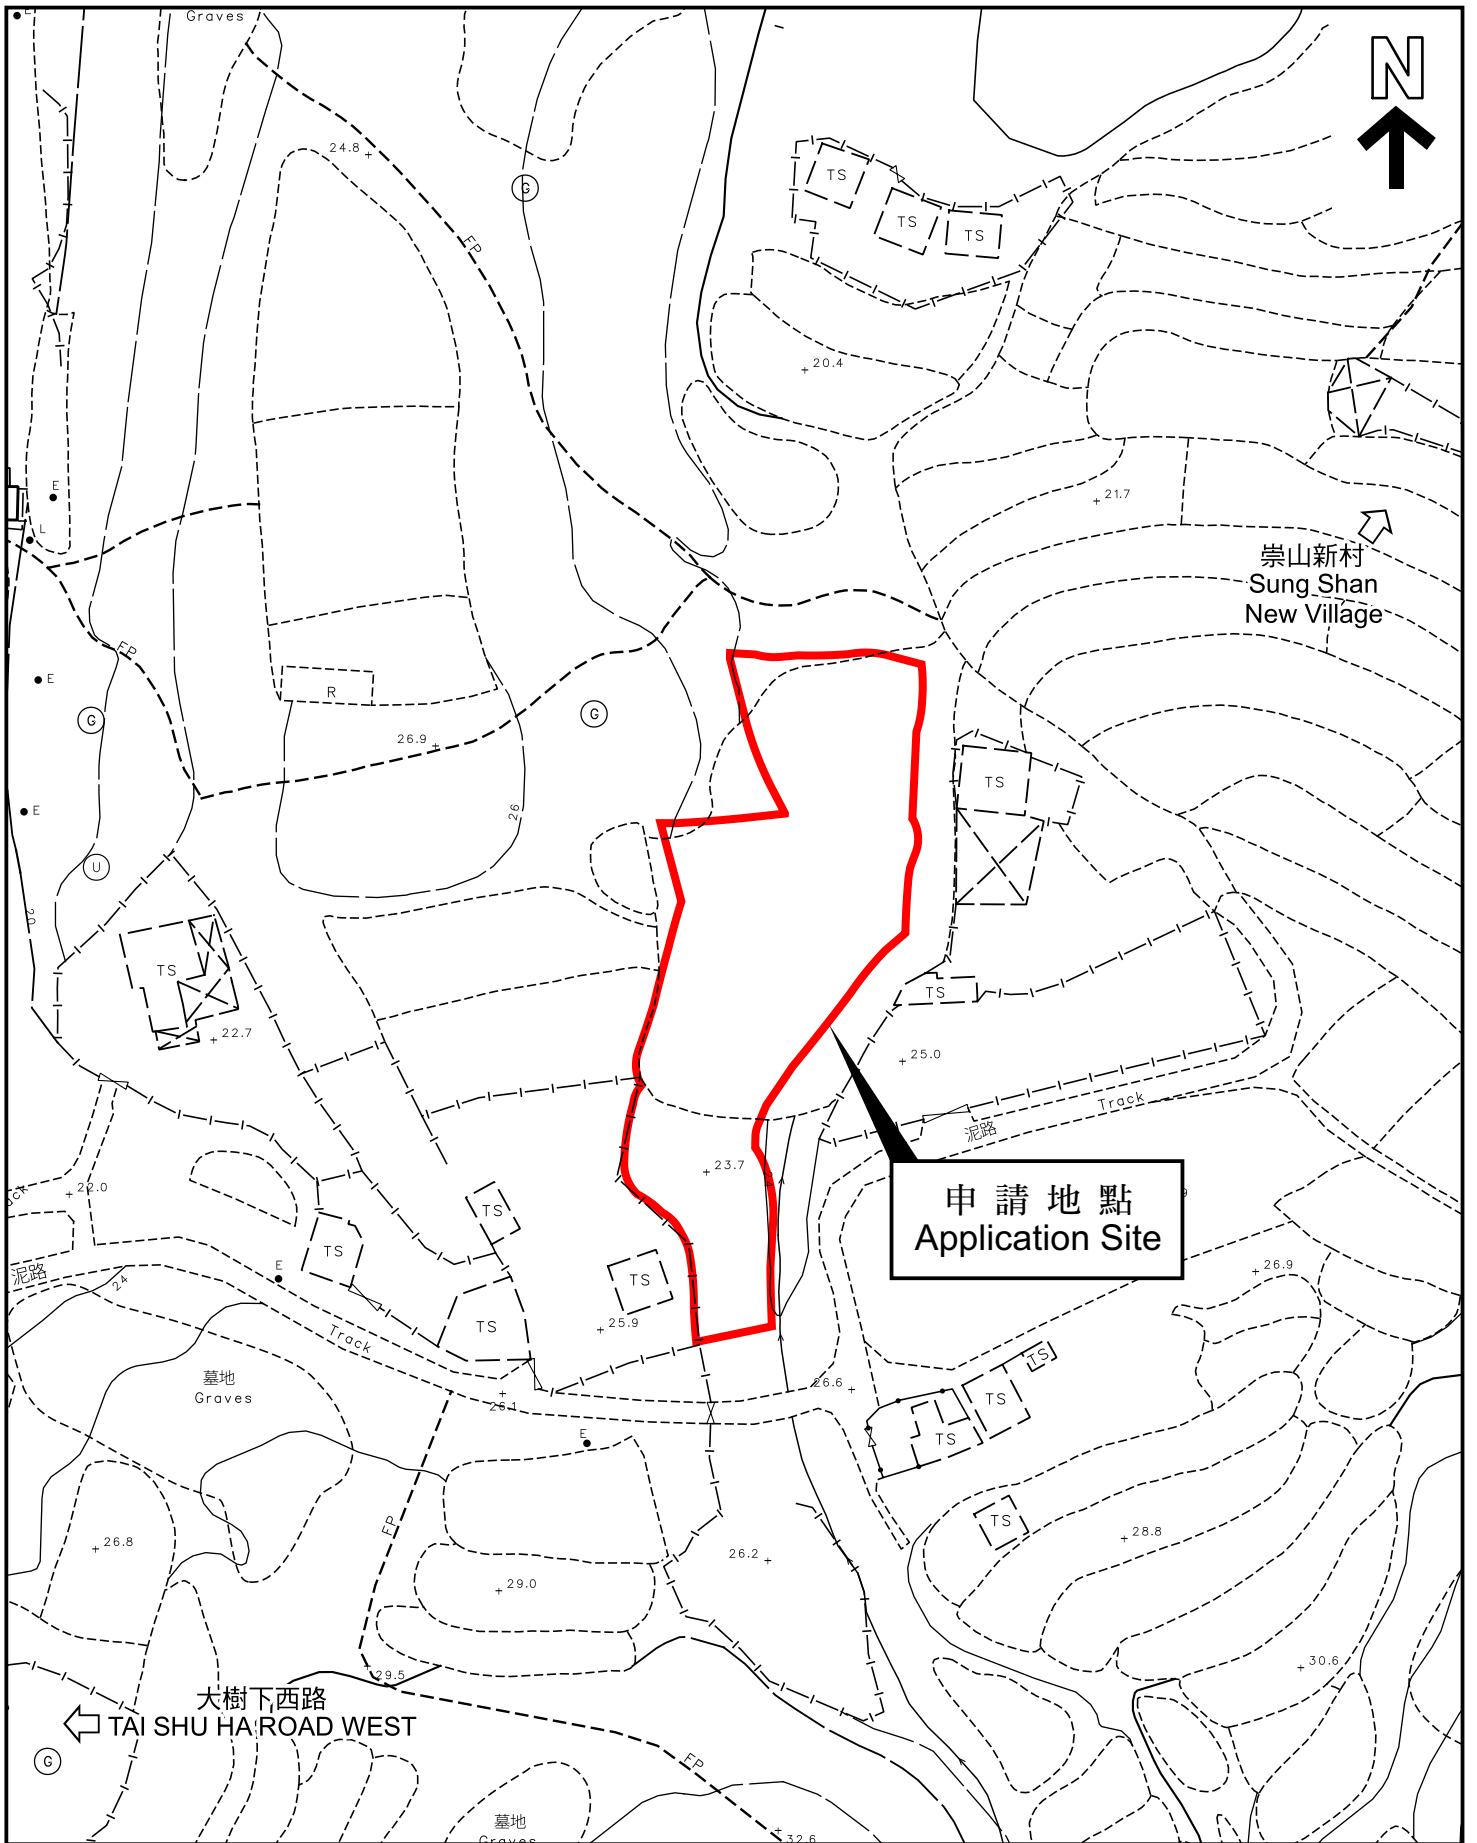 E
Graves
N
24.8
G
FP
TS
TS
TS
20.4
E
L
21.7
崇山新村
Sung Shan
New Village
FP
E
R
G
G
26.9
TS
E
26
U
20
TS
22.7
TS
25.0
Track
泥路
23.7
22.0
申請地點
Application Site
TS
TS
E
TS
泥路
24
TS
25.9
26.9
Track
TS
墓地
Graves
26.1
26.6
TS
TS
E
TS
FP
26.8
26.2
28.8
29.0
29.5
30.6
大樹下西路
TAI SHU HA ROAD WEST
G
FP
墓地
Graves
32.6